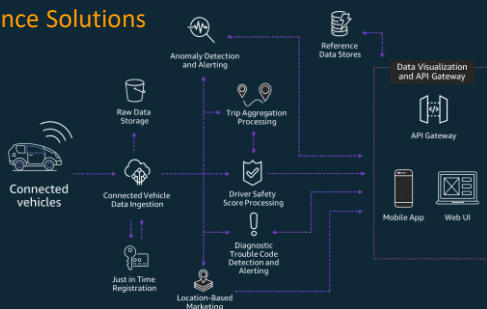 nce Solutions
Anomaly Detection
and Alerting
Reference
Data Stores
Data Visualization
and API Gateway
Raw Data
Storage
Trip Aggregation
Processing
API Gateway
Connected
vehicles
Connected Vehicle
Data Ingestion
Driver Safety
Score Processing
Mobile App
Web UI
Diagnostic
Trouble Code
Detection and
Alerting
Just in Time
Registration
Location-Based
Marketing